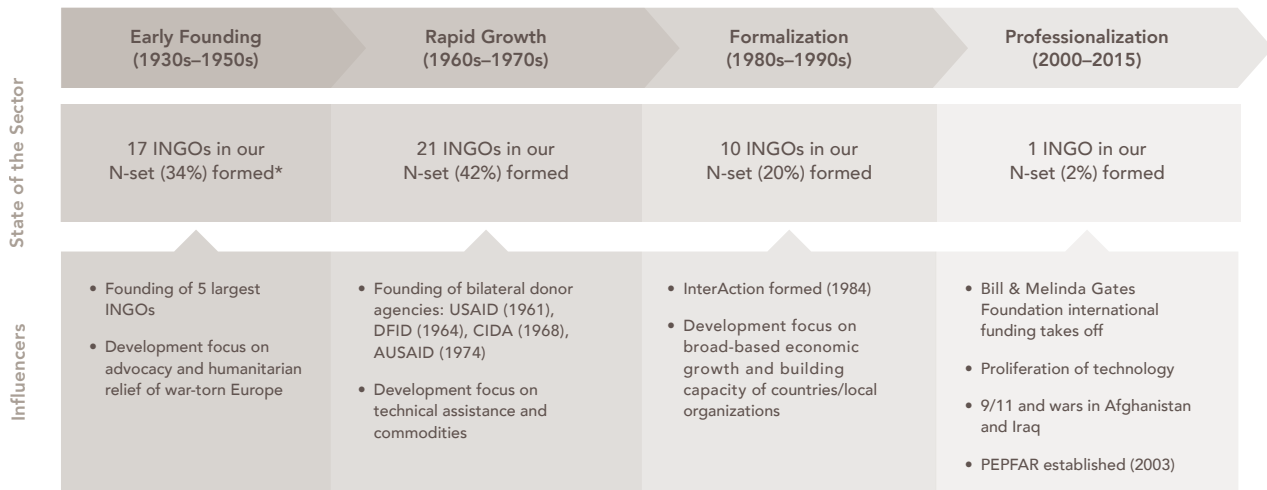 Early Founding
(1930s–1950s)
Rapid Growth
(1960s–1970s)
Formalization
(1980s–1990s)
Professionalization
(2000–2015)
State of the Sector
17 INGOs in our
N-set (34%) formed*
21 INGOs in our
N-set (42%) formed
10 INGOs in our
N-set (20%) formed
1 INGO in our
N-set (2%) formed
Influencers
• Founding of 5 largest
INGOs
• Development focus on
advocacy and humanitarian
relief of war-torn Europe
• Founding of bilateral donor
agencies: USAID (1961),
DFID (1964), CIDA (1968),
AUSAID (1974)
• Development focus on
technical assistance and
commodities
• InterAction formed (1984)
• Development focus on
broad-based economic
growth and building
capacity of countries/local
organizations
• Bill & Melinda Gates
Foundation international
funding takes off
• Proliferation of technology
• 9/11 and wars in Afghanistan
and Iraq
• PEPFAR established (2003)